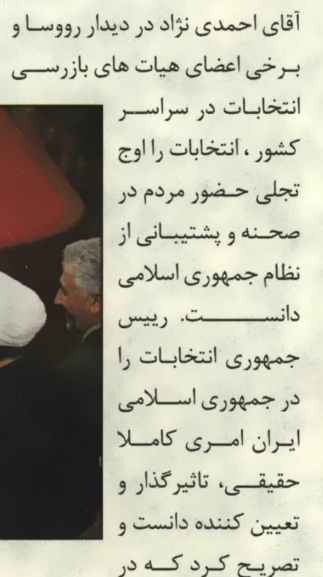 آقای احمدی نژاد در دیدار رووسا و
برخی اعضای هیات های بازرسی
انتخابات در سراسر
کشور ، انتخابات را اوج
تجلی حضور مردم در
صحنه و پشتیبانی از
نظام جمهوری اسلامی
دانست. رییس
جمهوری انتخابات را
در جمهوری اسلامی
ایران امری کاملا
حقیقی، تاثیرگذار و
تعیین کننده دانست و
تصریح کرد که در